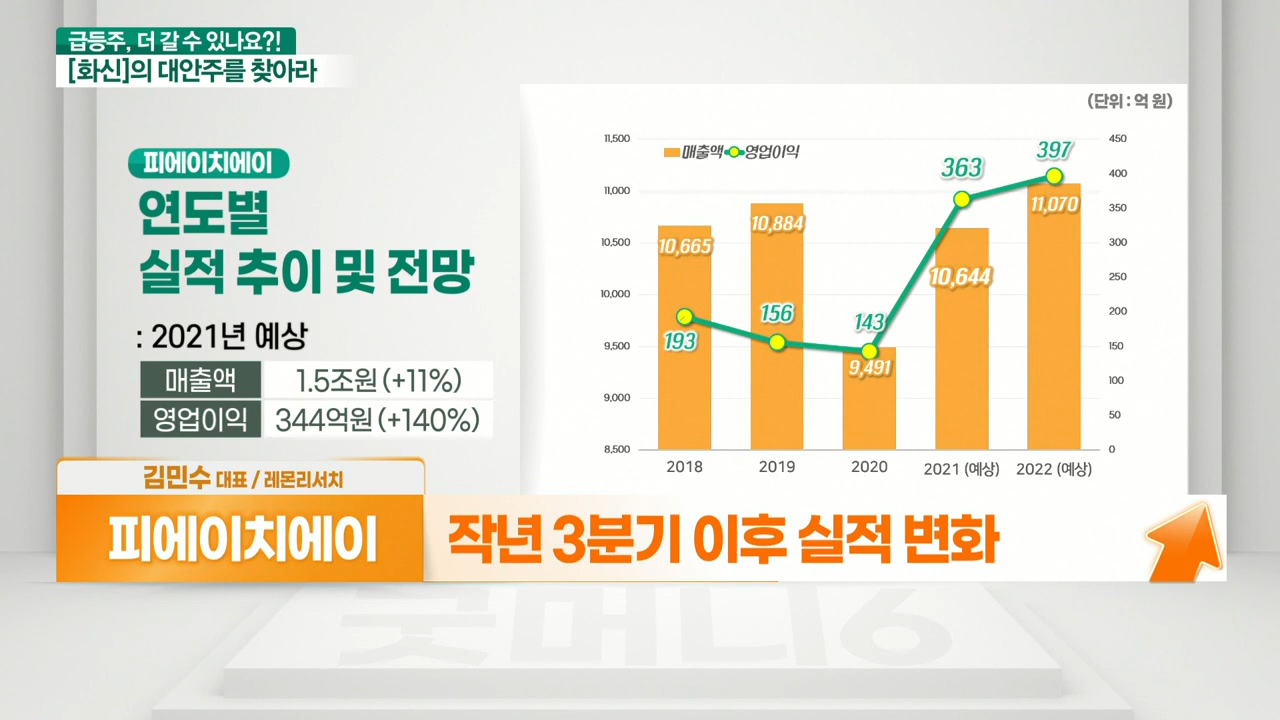 급등주, 더 갈 수 있나요?!
[화신]의 대안주를 찾아라
(단위 : 억 원)
피에이치에이
연도별
실적 추이 및 전망
: 2021년 예상
매출액 1.5조원 (+11%)
영업이익 344억원 (+140%)
매출액 영업이익
11,500
11,000
10,500
10,000
9,500
9,000
8,500
450
400
350
300
250
200
150
100
50
0
10,665
10,884
9,491
10,644
11,070
193
156
143
363
397
2018 2019 2020 2021 (예상) 2022 (예상)
김민수 대표 / 레몬리서치
피에이치에이
작년 3분기 이후 실적 변화
굿머니6